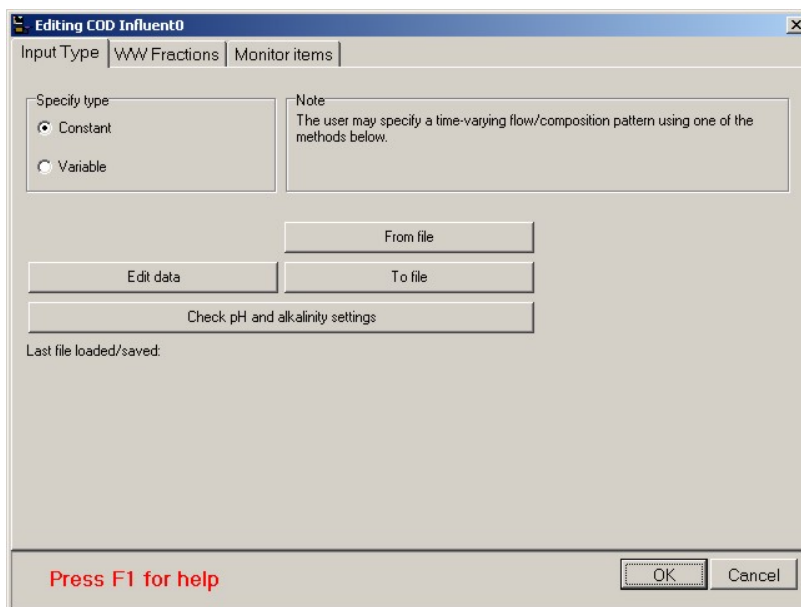 Editing COD Influent0
Input Type WW Fractions Monitor items
Specify type
Constant
Variable
Note
The user may specify a time-varying flow/composition pattern using one of the
methods below.
From file
Edit data To file
Check pH and alkalinity settings
Last file loaded/saved:
Press F1 for help OK Cancel